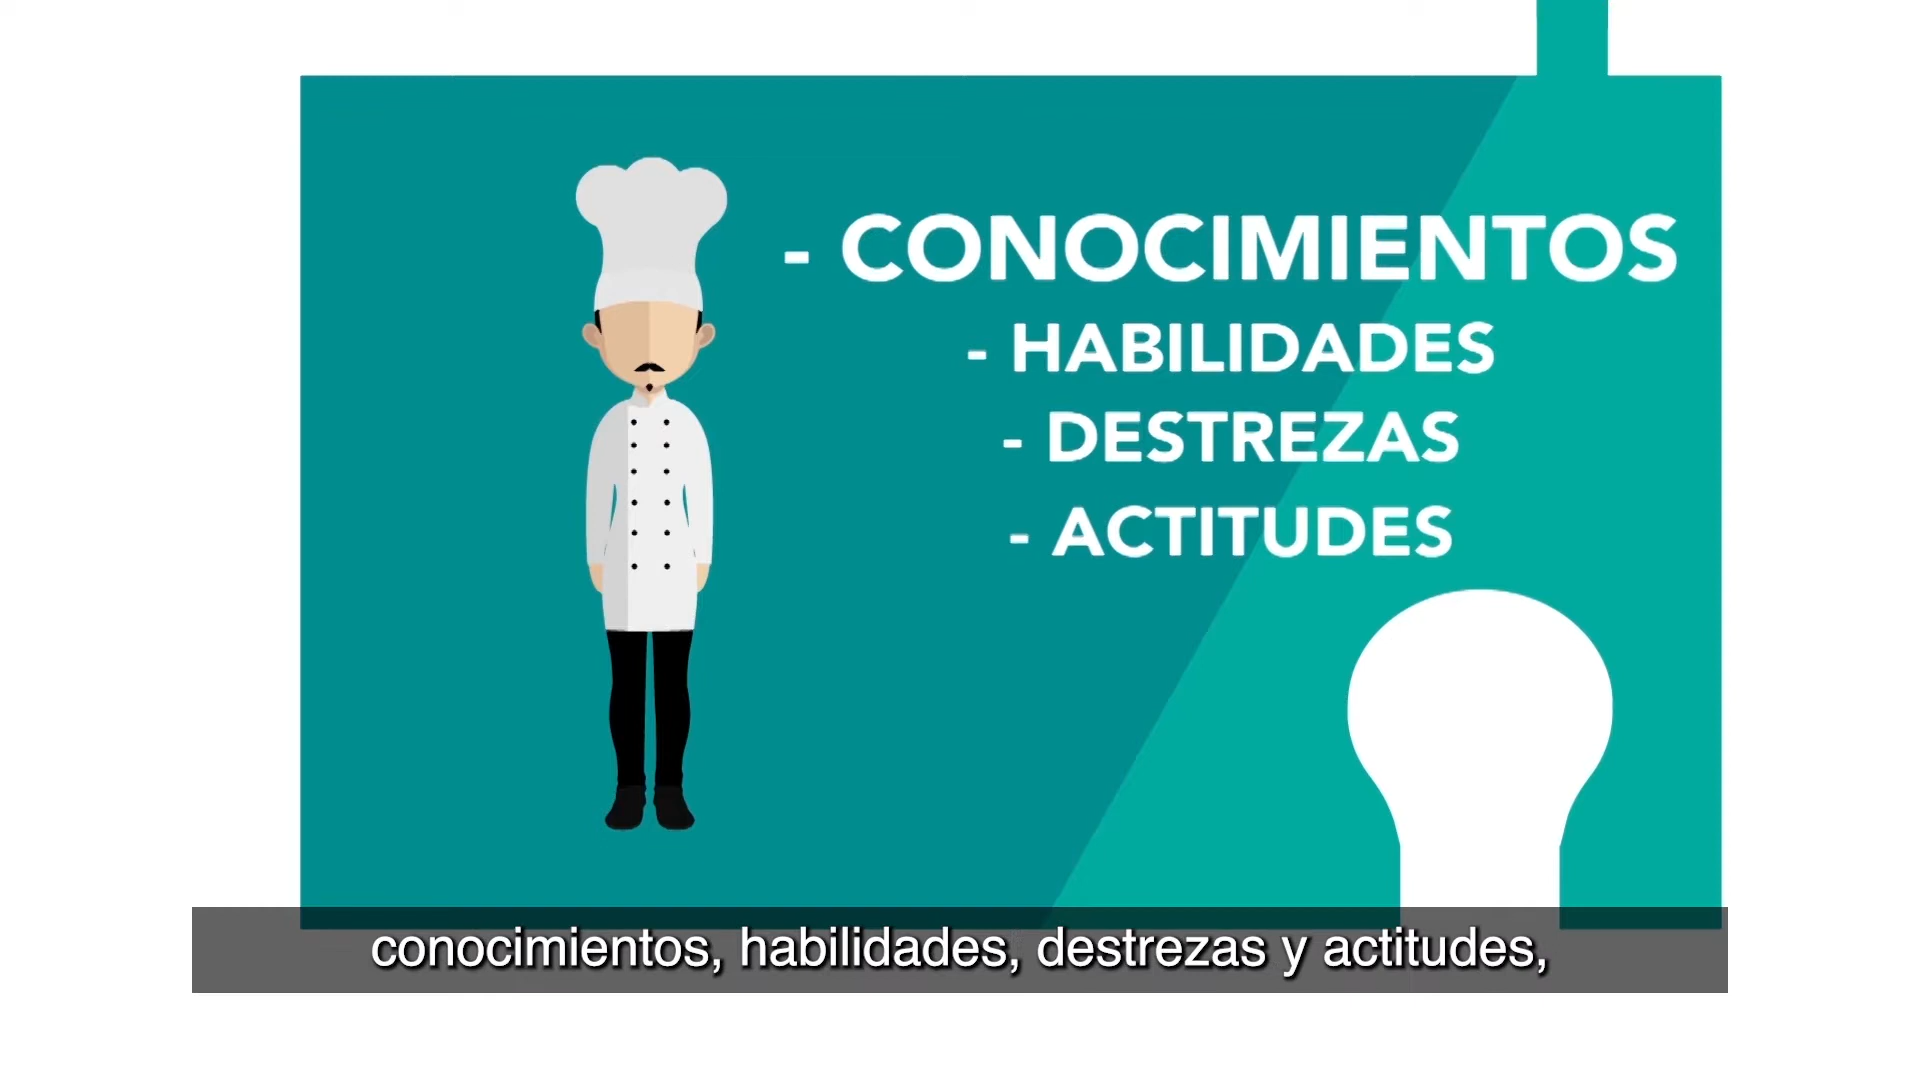 - CONOCIMIENTOS
- HABILIDADES
- DESTREZAS
- ACTITUDES
conocimientos, habilidades, destrezas y actitudes,